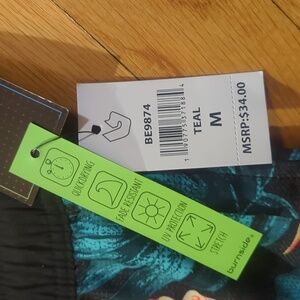 BE9874
TEAL
M
MSRP:$34.00
QUICK DRYING
FADE RESISTANT
UV PROTECTION
STRETCH
burnside